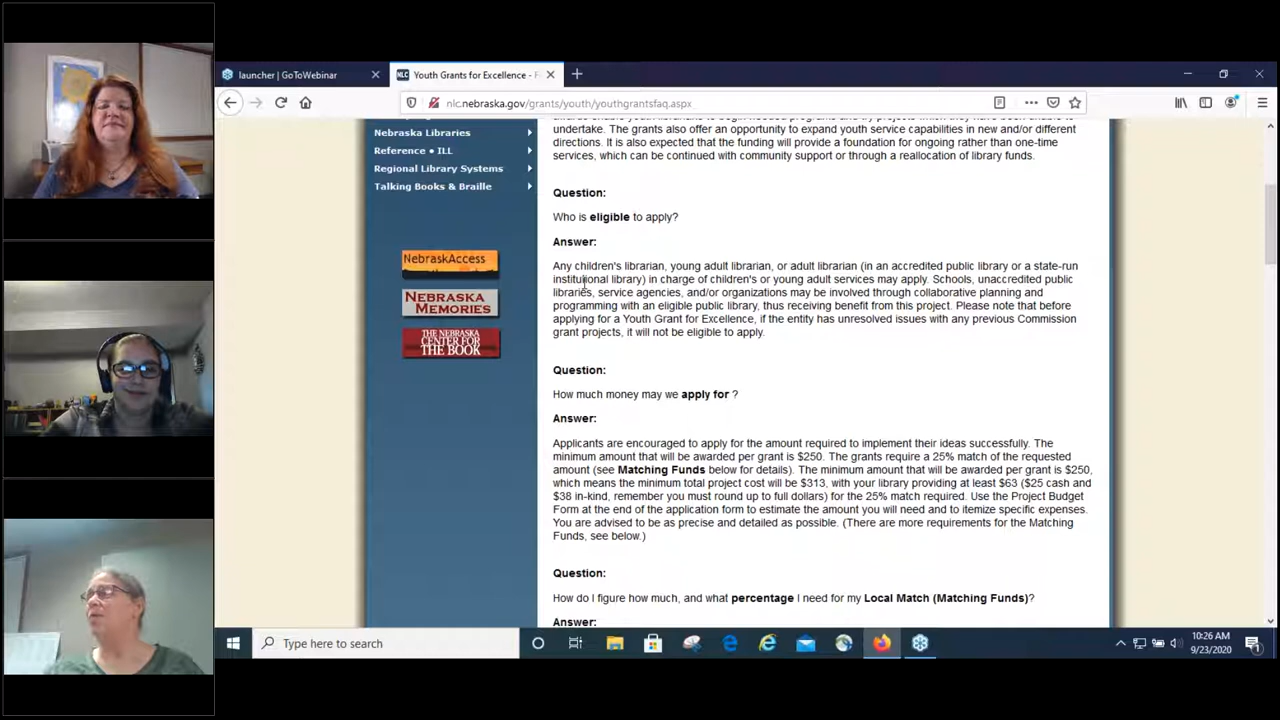 launcher | GoToWebinar
NLC Youth Grants for Excellence - F
nlc.nebraska.gov/grants/youth/youthgrantsfaq.aspx
Nebraska Libraries
Reference • ILL
Regional Library Systems
Talking Books & Braille
NebraskAccess
NEBRASKA
MEMORIES
THE NEBRASKA
CENTER FOR
THE BOOK
undertake. The grants also offer an opportunity to expand youth service capabilities in new and/or different
directions. It is also expected that the funding will provide a foundation for ongoing rather than one-time
services, which can be continued with community support or through a reallocation of library funds.
Question:
Who is eligible to apply?
Answer:
Any children's librarian, young adult librarian, or adult librarian (in an accredited public library or a state-run
institutional library) in charge of children's or young adult services may apply. Schools, unaccredited public
libraries, service agencies, and/or organizations may be involved through collaborative planning and
programming with an eligible public library, thus receiving benefit from this project. Please note that before
applying for a Youth Grant for Excellence, if the entity has unresolved issues with any previous Commission
grant projects, it will not be eligible to apply.
Question:
How much money may we apply for ?
Answer:
Applicants are encouraged to apply for the amount required to implement their ideas successfully. The
minimum amount that will be awarded per grant is $250. The grants require a 25% match of the requested
amount (see Matching Funds below for details). The minimum amount that will be awarded per grant is $250,
which means the minimum total project cost will be $313, with your library providing at least $63 ($25 cash and
$38 in-kind, remember you must round up to full dollars) for the 25% match required. Use the Project Budget
Form at the end of the application form to estimate the amount you will need and to itemize specific expenses.
You are advised to be as precise and detailed as possible. (There are more requirements for the Matching
Funds, see below.)
Question:
How do I figure how much, and what percentage I need for my Local Match (Matching Funds)?
Answer:
Type here to search
10:26 AM
9/23/2020